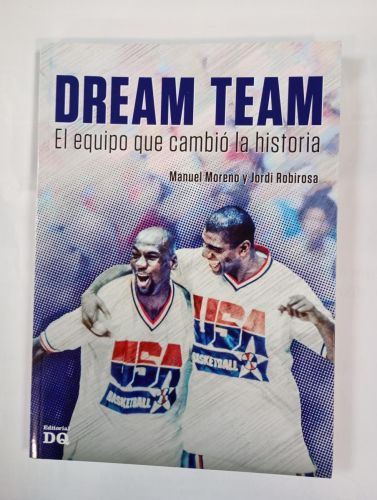 DREAM TEAM
El equipo que cambió la historia
Manuel Moreno y Jordi Robirosa
USA
BASKETBALL
USA
BASKETBALL
Editorial
DQ